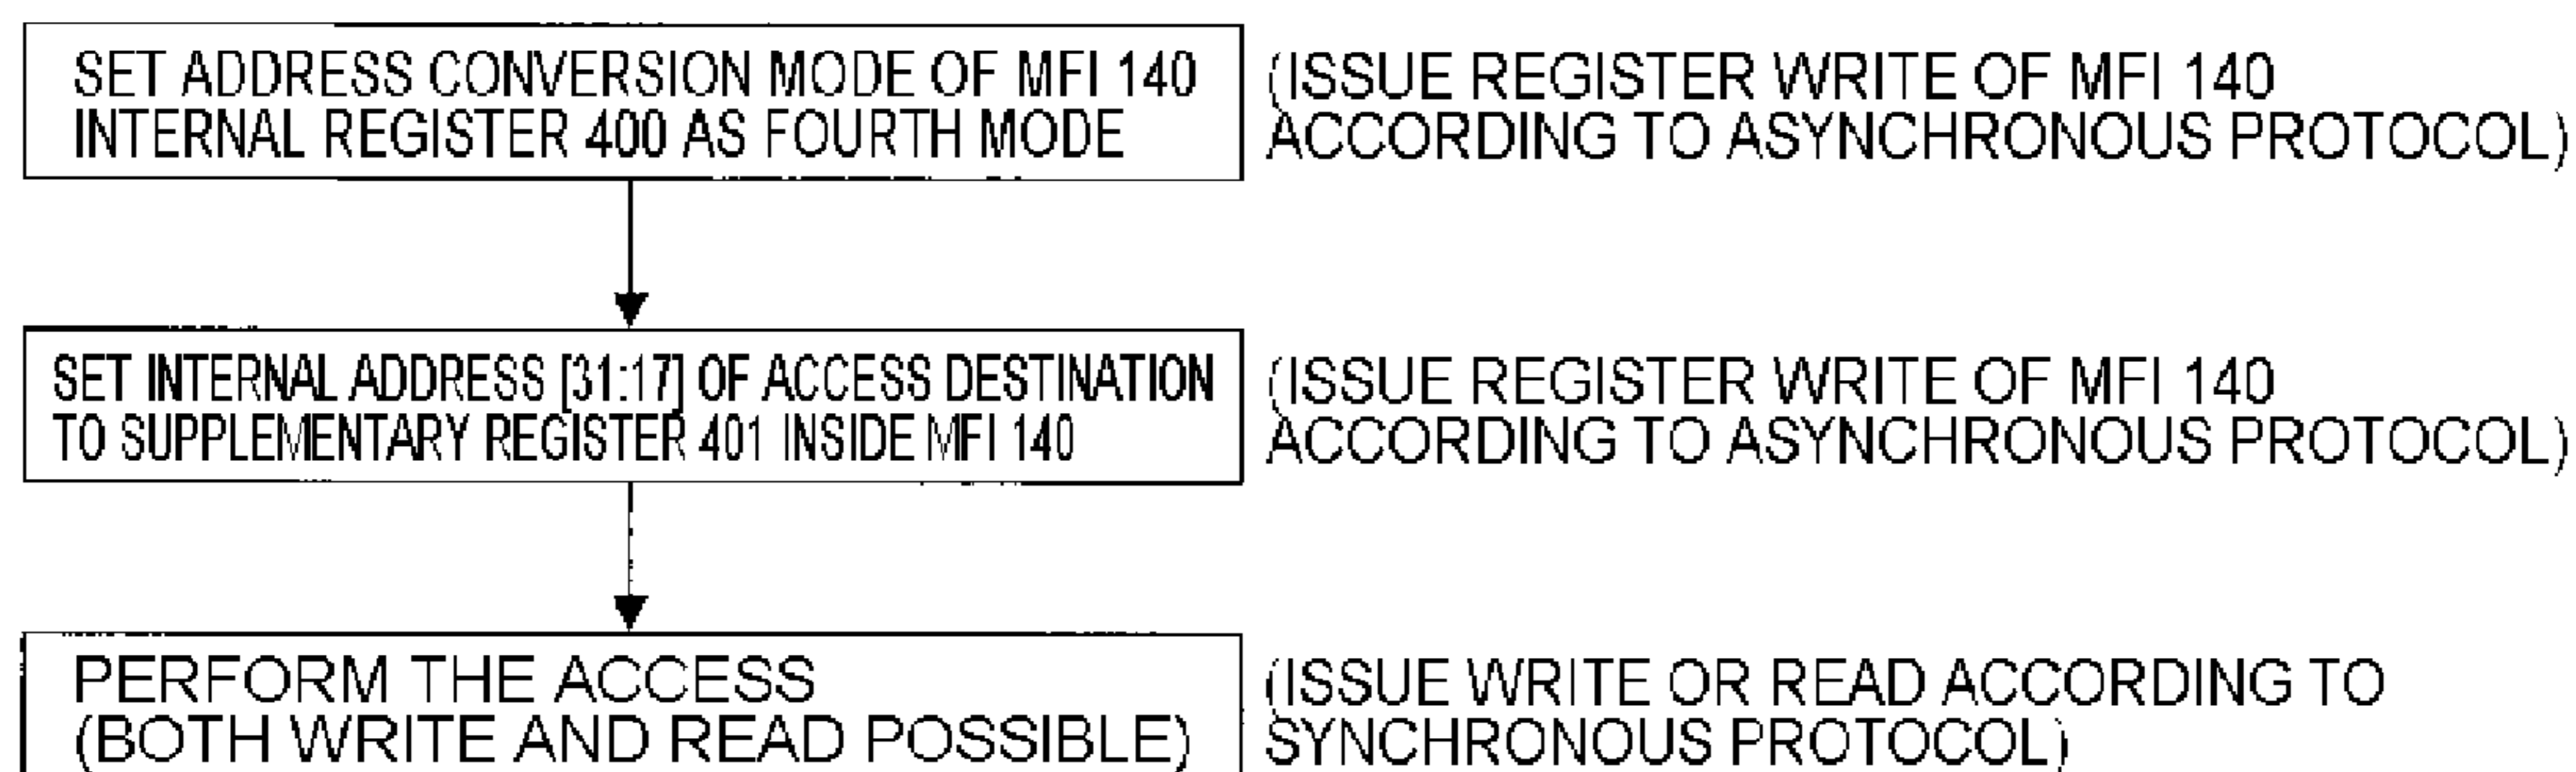 SET ADDRESS CONVERSION MODE OF MFI 140
INTERNAL REGISTER 400 AS FOURTH MODE
(ISSUE REGISTER WRITE OF MFI 140
ACCORDING TO ASYNCHRONOUS PROTOCOL)
SET INTERNAL ADDRESS [31:17] OF ACCESS DESTINATION
TO SUPPLEMENTARY REGISTER 401 INSIDE MFI 140
(ISSUE REGISTER WRITE OF MFI 140
ACCORDING TO ASYNCHRONOUS PROTOCOL)
PERFORM THE ACCESS
(BOTH WRITE AND READ POSSIBLE)
(ISSUE WRITE OR READ ACCORDING TO
SYNCHRONOUS PROTOCOL)